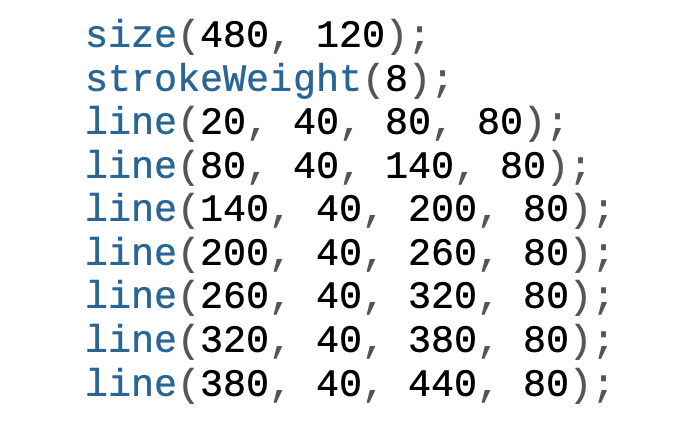 size(480, 120);
strokeWeight(8);
line(20, 40, 80, 80);
line(80, 40, 140, 80);
line(140, 40, 200, 80);
line(200, 40, 260, 80);
line(260, 40, 320, 80);
line(320, 40, 380, 80);
line(380, 40, 440, 80);